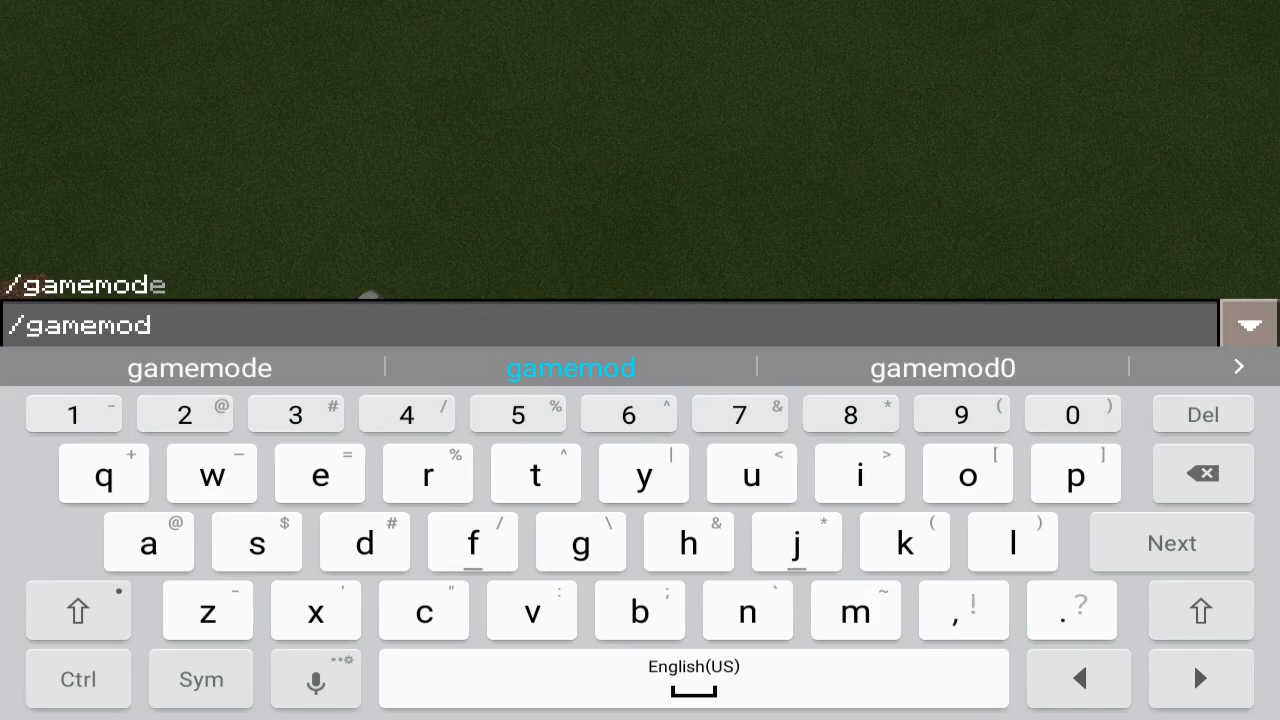 /gamemode
/gamemod
gamemode gamemod gamemod0 >
1 - 2 @ 3 # 4 / 5 % 6 ^ 7 & 8 * 9 ( 0 ) Del
q + w - e = r % t ^ y | u < i > o [ p ]
a @ s $ d # f / g \ h & j * k ( l ) Next
z - x ' c " v : b ; n ` m ~ , ! . ?
Ctrl Sym English(US)